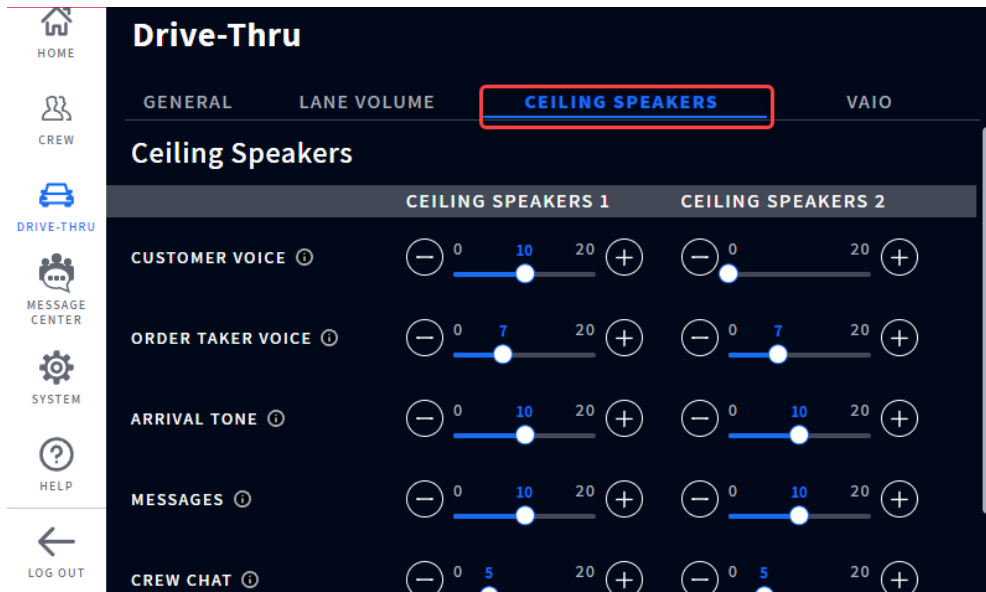 HOME
CREW
DRIVE-THRU
MESSAGE
CENTER
SYSTEM
HELP
LOG OUT
Drive-Thru
GENERAL LANE VOLUME CEILING SPEAKERS VAIO
Ceiling Speakers
CEILING SPEAKERS 1 CEILING SPEAKERS 2
CUSTOMER VOICE 0 10 20 0 20
ORDER TAKER VOICE 0 7 20 0 7 20
ARRIVAL TONE 0 10 20 0 10 20
MESSAGES 0 10 20 0 10 20
CREW CHAT 0 5 20 0 5 20